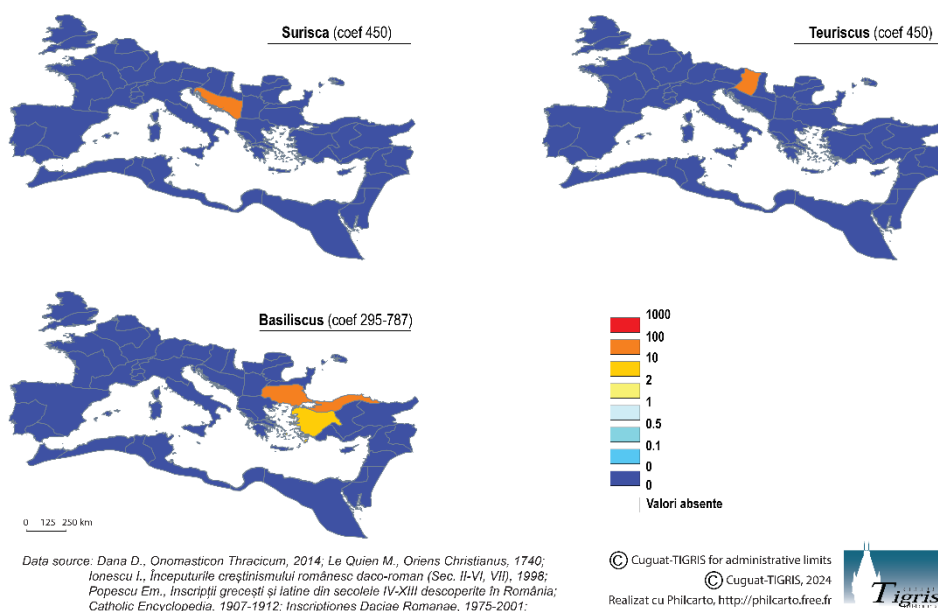 Surisca (coef 450)
Teuriscus (coef 450)
Basiliscus (coef 295-787)
1000
100
10
2
1
0.5
0.1
0
0
Valori absente
0 125 250 km
Data source: Dana D., Onomasticon Thracicum, 2014; Le Quien M., Oriens Christianus, 1740;
Ionescu I., Începuturile creștinismului românesc daco-roman (Sec. II-VI, VII), 1998;
Popescu Em., Inscripții grecești și latine din secolele IV-XIII descoperite în România;
Catholic Encyclopedia, 1907-1912; Inscriptiones Daciae Romanae, 1975-2001;
© Cuguat-TIGRIS for administrative limits
© Cuguat-TIGRIS, 2024
Realizat cu Philcarto, http://philcarto.free.fr
Tigris